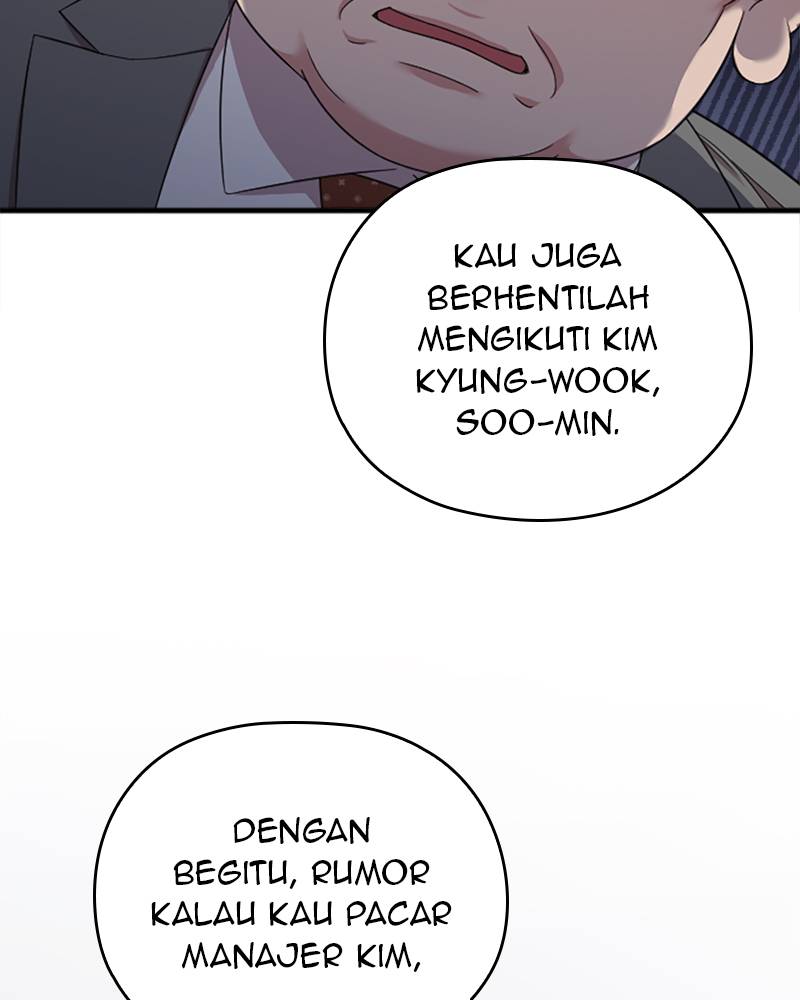 KAU JUGA
BERHENTILAH
MENGIKUTI KIM
KYUNG-WOOK,
SOO-MIN.
DENGAN
BEGITU, RUMOR
KALAU KAU PACAR
MANAJER KIM,